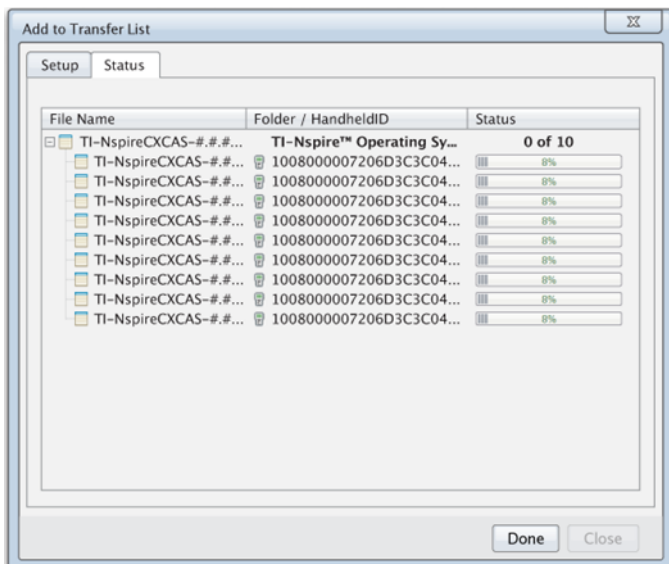 Add to Transfer List
Setup Status
File Name Folder / HandheldID Status
TI-NspireCXCAS-#.#.#... TI-Nspire™ Operating Sy... 0 of 10
TI-NspireCXCAS-#.#... 1008000007206D3C3C04... 8%
TI-NspireCXCAS-#.#... 1008000007206D3C3C04... 8%
TI-NspireCXCAS-#.#... 1008000007206D3C3C04... 8%
TI-NspireCXCAS-#.#... 1008000007206D3C3C04... 8%
TI-NspireCXCAS-#.#... 1008000007206D3C3C04... 8%
TI-NspireCXCAS-#.#... 1008000007206D3C3C04... 8%
TI-NspireCXCAS-#.#... 1008000007206D3C3C04... 8%
TI-NspireCXCAS-#.#... 1008000007206D3C3C04... 8%
TI-NspireCXCAS-#.#... 1008000007206D3C3C04... 8%
Done Close